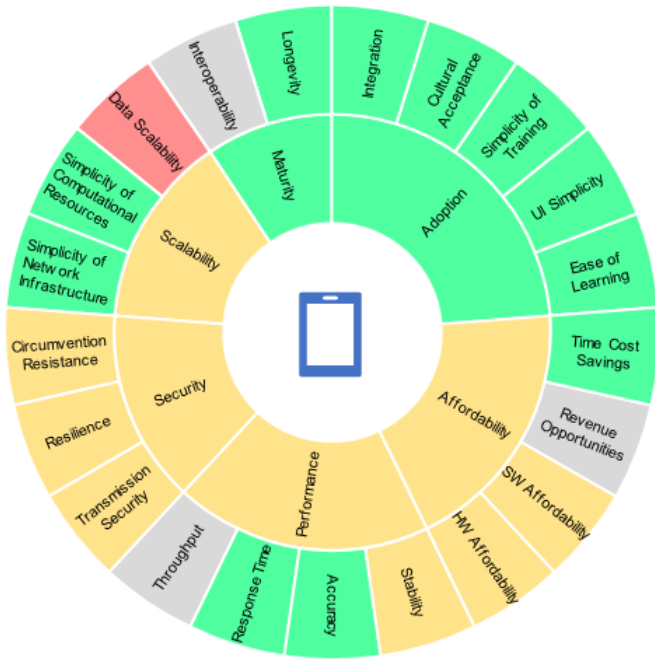 Longevity
Integration
Cultural
Acceptance
Simplicity of
Training
UI Simplicity
Ease of
Learning
Time Cost
Savings
Revenue
Opportunities
SW Affordability
HW Affordability
Stability
Accuracy
Response Time
Throughput
Transmission
Security
Resilience
Circumvention
Resistance
Simplicity of
Network
Infrastructure
Simplicity of
Computational
Resources
Data Scalability
Interoperability
Maturity
Adoption
Affordability
Performance
Security
Scalability